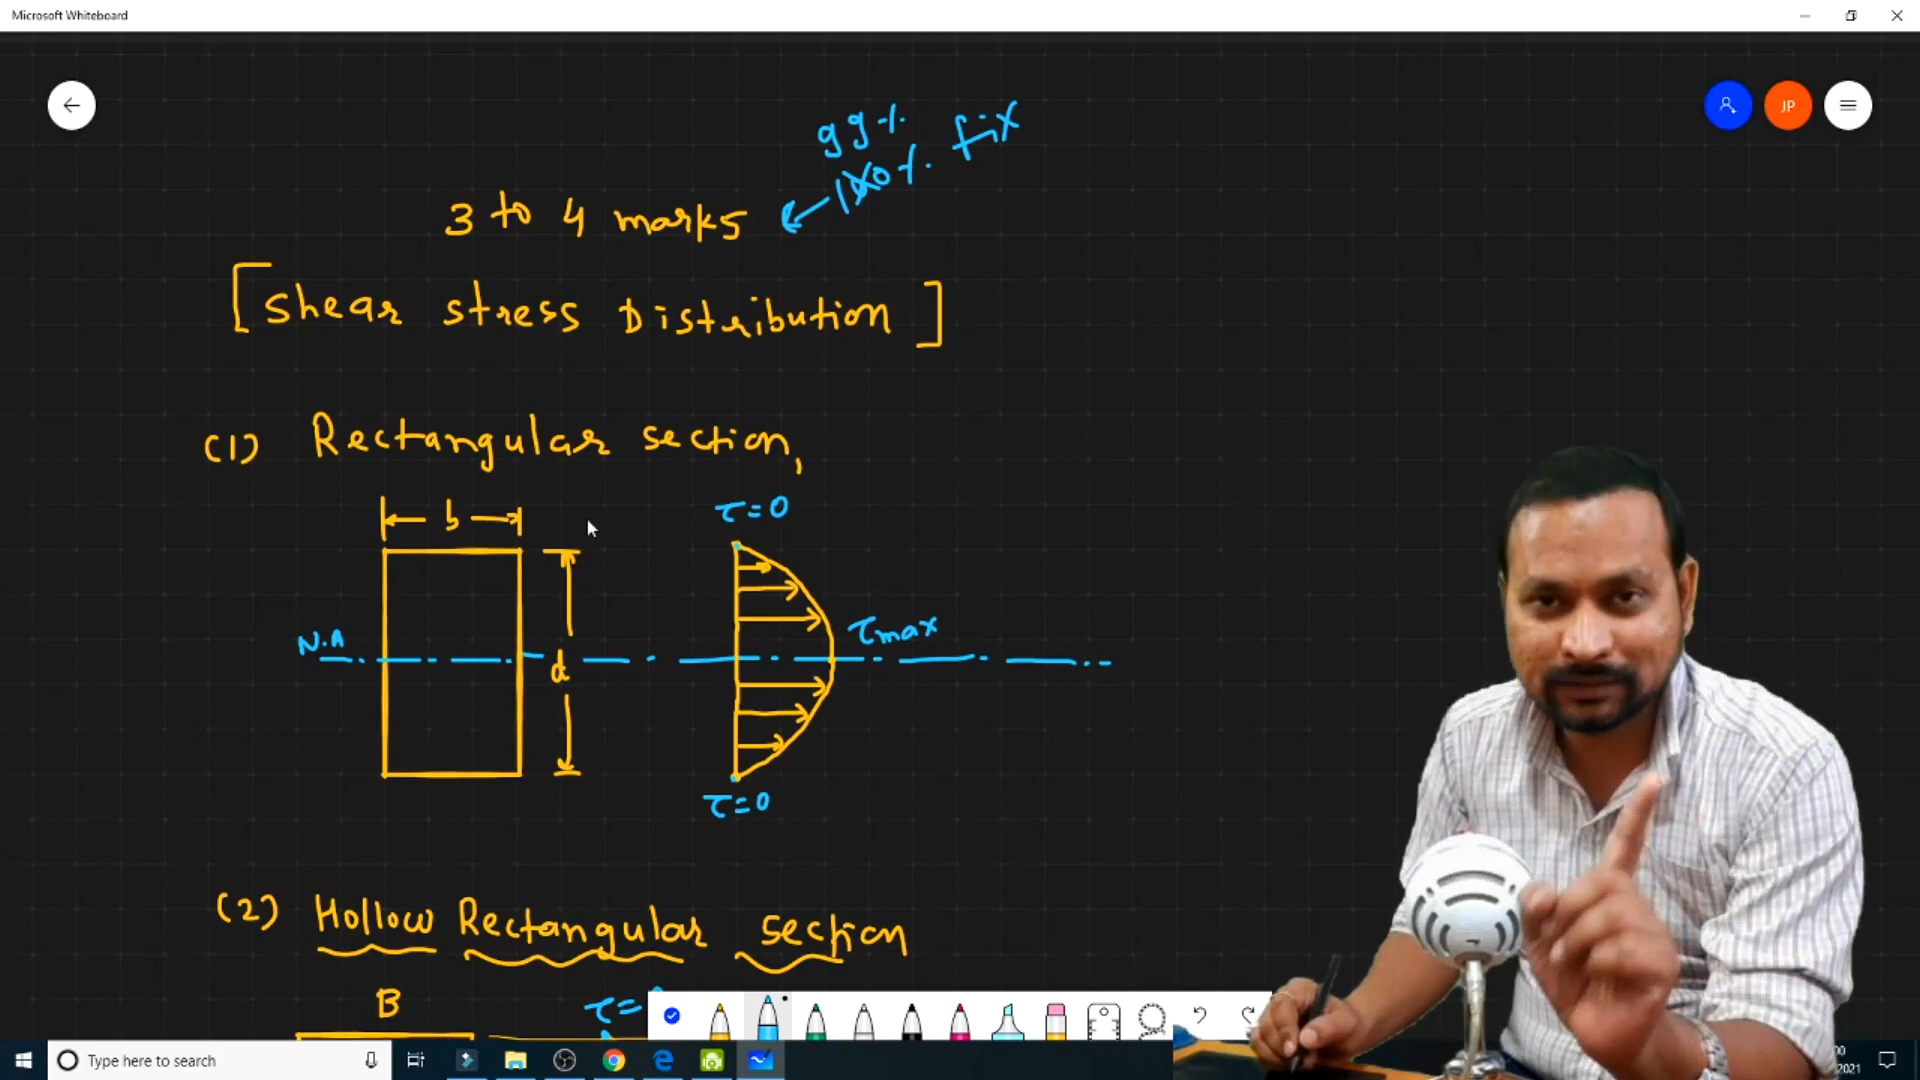 Microsoft Whiteboard
JP
99%
100% fix
3 to 4 marks
[Shear stress Distribution]
(1) Rectangular section,
b
τ=0
N.A
d
τmax
τ=0
(2) Hollow Rectangular section
B
τ=
Type here to search
2021